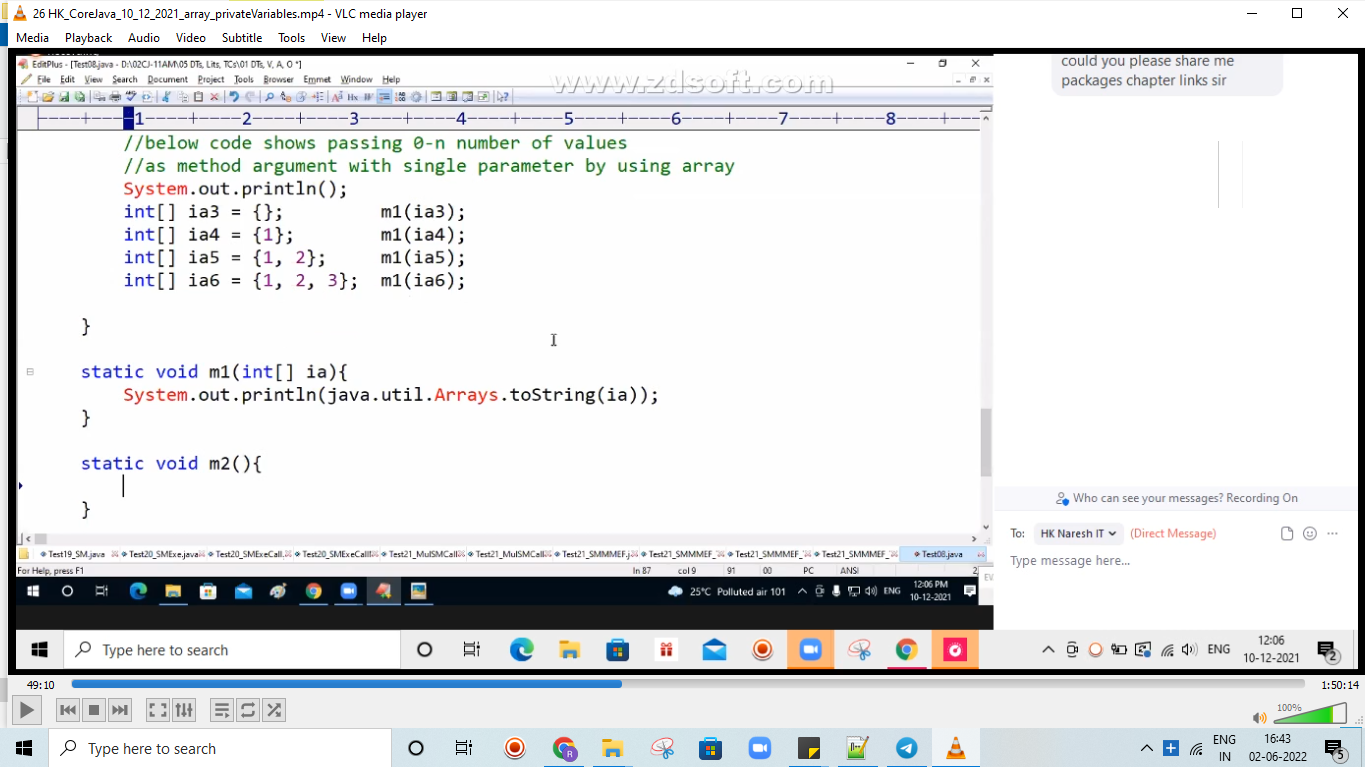 26 HK_CoreJava_10_12_2021_array_privateVariables.mp4 - VLC media player
Media Playback Audio Video Subtitle Tools View Help
EditPlus - [Test08.java - D:\02CJ-11AM\05 DTs, Lits, TCs\01 DTs, V, A, O *]
www.zdsoft.com
File Edit View Search Document Project Tools Browser Emmet Window Help
1 2 3 4 5 6 7 8
//below code shows passing 0-n number of values
//as method argument with single parameter by using array
System.out.println();
int[] ia3 = {}; m1(ia3);
int[] ia4 = {1}; m1(ia4);
int[] ia5 = {1, 2}; m1(ia5);
int[] ia6 = {1, 2, 3}; m1(ia6);
}
static void m1(int[] ia){
System.out.println(java.util.Arrays.toString(ia));
}
static void m2(){
}
Test19_SM.java Test20_SMExe.java Test20_SMExeCall. Test20_SMExeCall Test21_MulSMCall Test21_MulSMCall Test21_SMMMEF.j Test21_SMMMEF_ Test21_SMMMEF_ Test21_SMMMEF_ Test08.java
For Help, press F1 ln 87 col 9 91 00 PC ANSI
25°C Polluted air 101 ENG 12:06 PM
10-12-2021
could you please share me
packages chapter links sir
Who can see your messages? Recording On
To: HK Naresh IT (Direct Message)
Type message here...
Type here to search ENG 12:06
10-12-2021
2
49:10 1:50:14
100%
Type here to search ENG
IN 16:43
02-06-2022
5